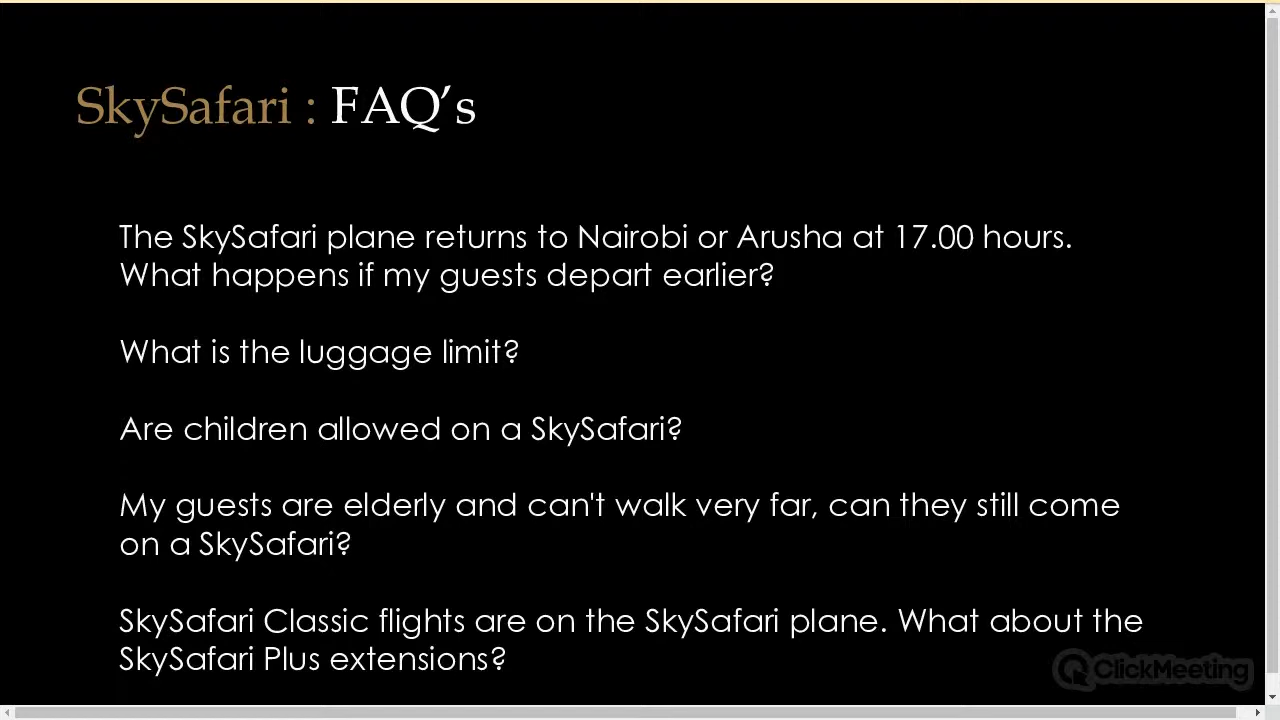 SkySafari : FAQ’s
The SkySafari plane returns to Nairobi or Arusha at 17.00 hours.
What happens if my guests depart earlier?
What is the luggage limit?
Are children allowed on a SkySafari?
My guests are elderly and can't walk very far, can they still come
on a SkySafari?
SkySafari Classic flights are on the SkySafari plane. What about the
SkySafari Plus extensions?
ClickMeeting